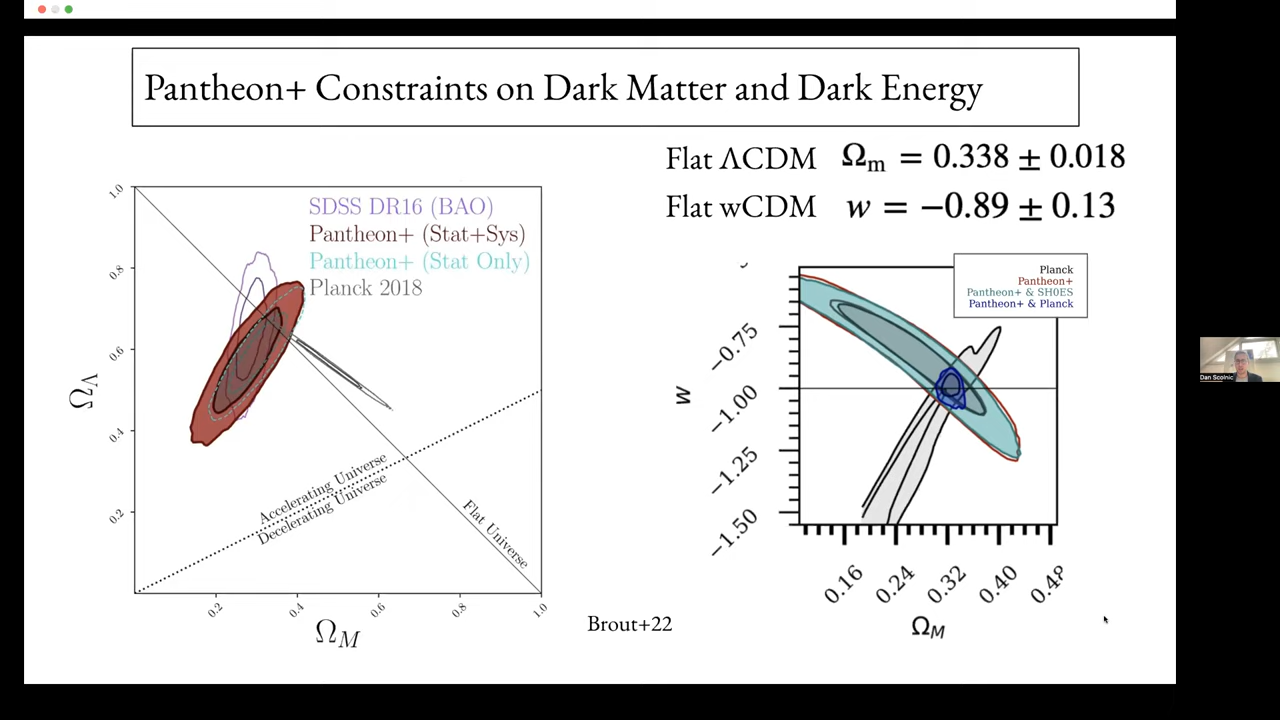 Pantheon+ Constraints on Dark Matter and Dark Energy
Flat ΛCDM Ωm = 0.338 ± 0.018
Flat wCDM w = −0.89 ± 0.13
SDSS DR16 (BAO)
Pantheon+ (Stat+Sys)
Pantheon+ (Stat Only)
Planck 2018
1.0
0.8
0.6
0.4
0.2
ΩΛ
Accelerating Universe
Decelerating Universe
Flat Universe
0.2
0.4
0.6
0.8
1.0
ΩM
Brout+22
Planck
Pantheon+
Pantheon+ & SH0ES
Pantheon+ & Planck
−0.75
−1.00
−1.25
−1.50
w
0.16
0.24
0.32
0.40
0.48
ΩM
Dan Scolnic